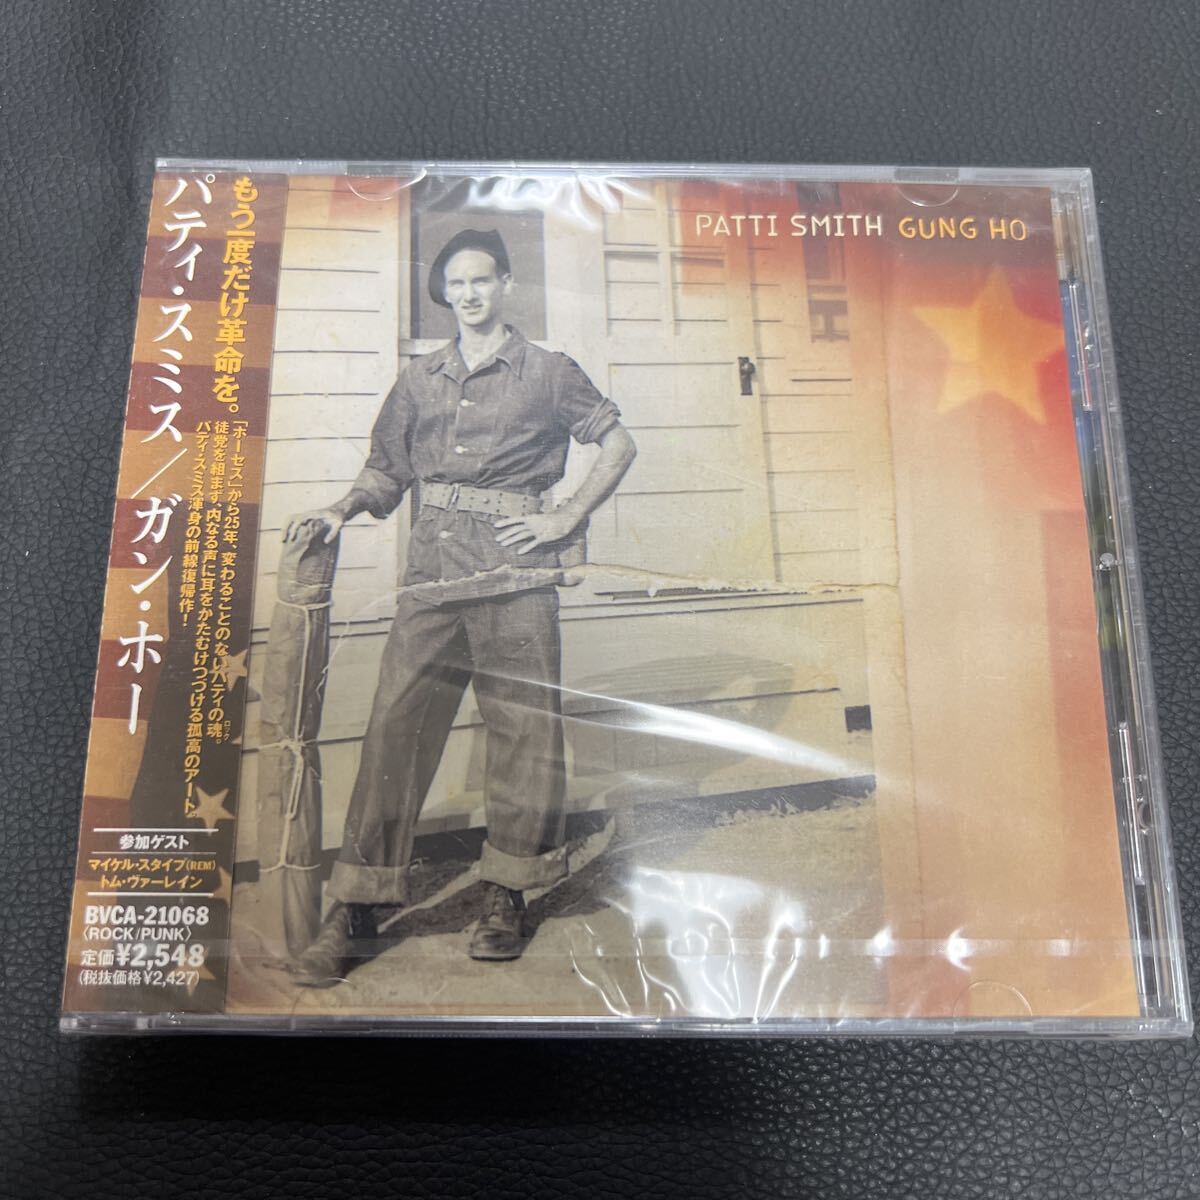 PATTI SMITH GUNG HO
パティ・スミス／ガン・ホー
もう一度だけ革命を。
「ホーセス」から25年、変わることのないパティの魂。
ロック
徒党を組まず、内なる声に耳をかたむけつづける孤高のアート。
パティ・スミス渾身の前線復帰作！
参加ゲスト
マイケル・スタイプ(REM)
トム・ヴァーレイン
BVCA-21068
〈ROCK/PUNK〉
定価¥2,548
(税抜価格¥2,427)